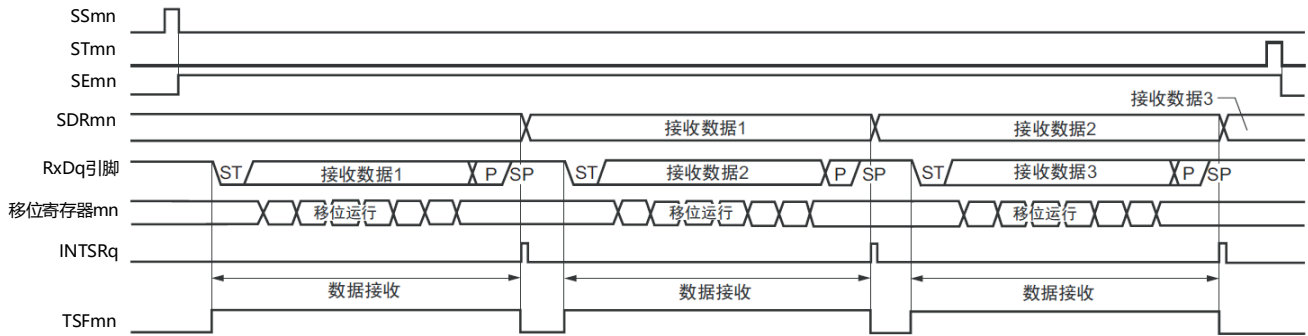 SSmn
STmn
SEmn
接收数据3
SDRmn 接收数据1 接收数据2
RxDq引脚 ST 接收数据1 P SP ST 接收数据2 P SP ST 接收数据3 P SP
移位寄存器mn 移位运行 移位运行 移位运行
INTSRq
数据接收 数据接收 数据接收
TSFmn